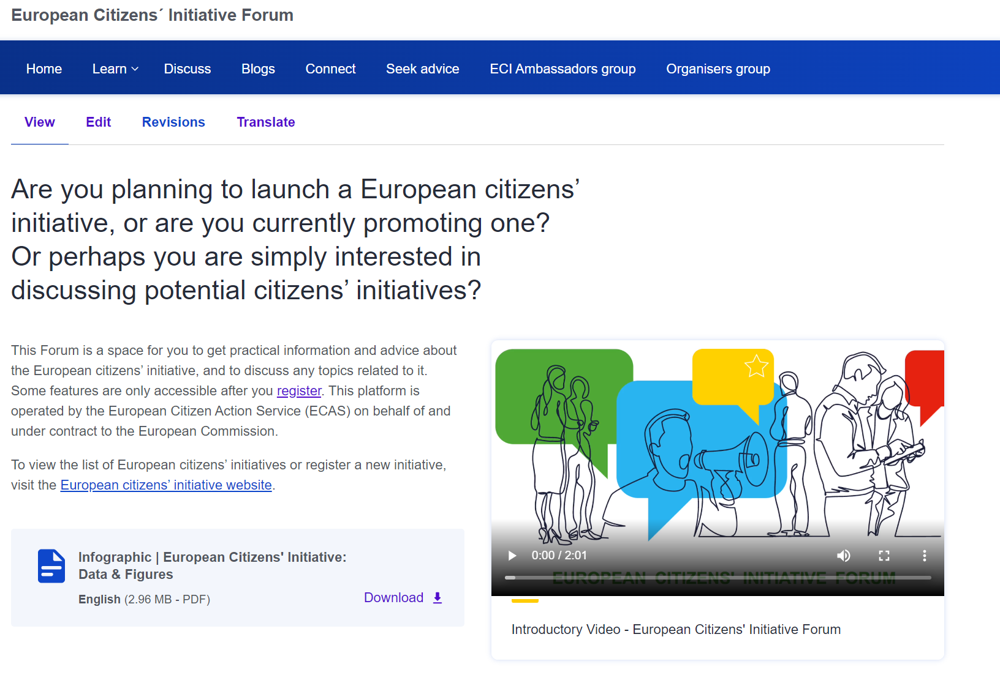 European Citizens´ Initiative Forum
Home Learn Discuss Blogs Connect Seek advice ECI Ambassadors group Organisers group
View Edit Revisions Translate
Are you planning to launch a European citizens’
initiative, or are you currently promoting one?
Or perhaps you are simply interested in
discussing potential citizens’ initiatives?
This Forum is a space for you to get practical information and advice about
the European citizens’ initiative, and to discuss any topics related to it.
Some features are only accessible after you register. This platform is
operated by the European Citizen Action Service (ECAS) on behalf of and
under contract to the European Commission.
To view the list of European citizens’ initiatives or register a new initiative,
visit the European citizens’ initiative website.
Infographic | European Citizens' Initiative:
Data & Figures
English (2.96 MB - PDF)
Download
0:00 / 2:01
EUROPEAN CITIZENS' INITIATIVE FORUM
Introductory Video - European Citizens' Initiative Forum